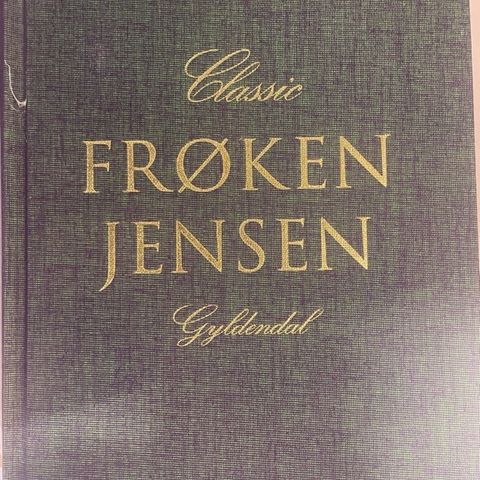 Classic
FRØKEN
JENSEN
Gyldendal